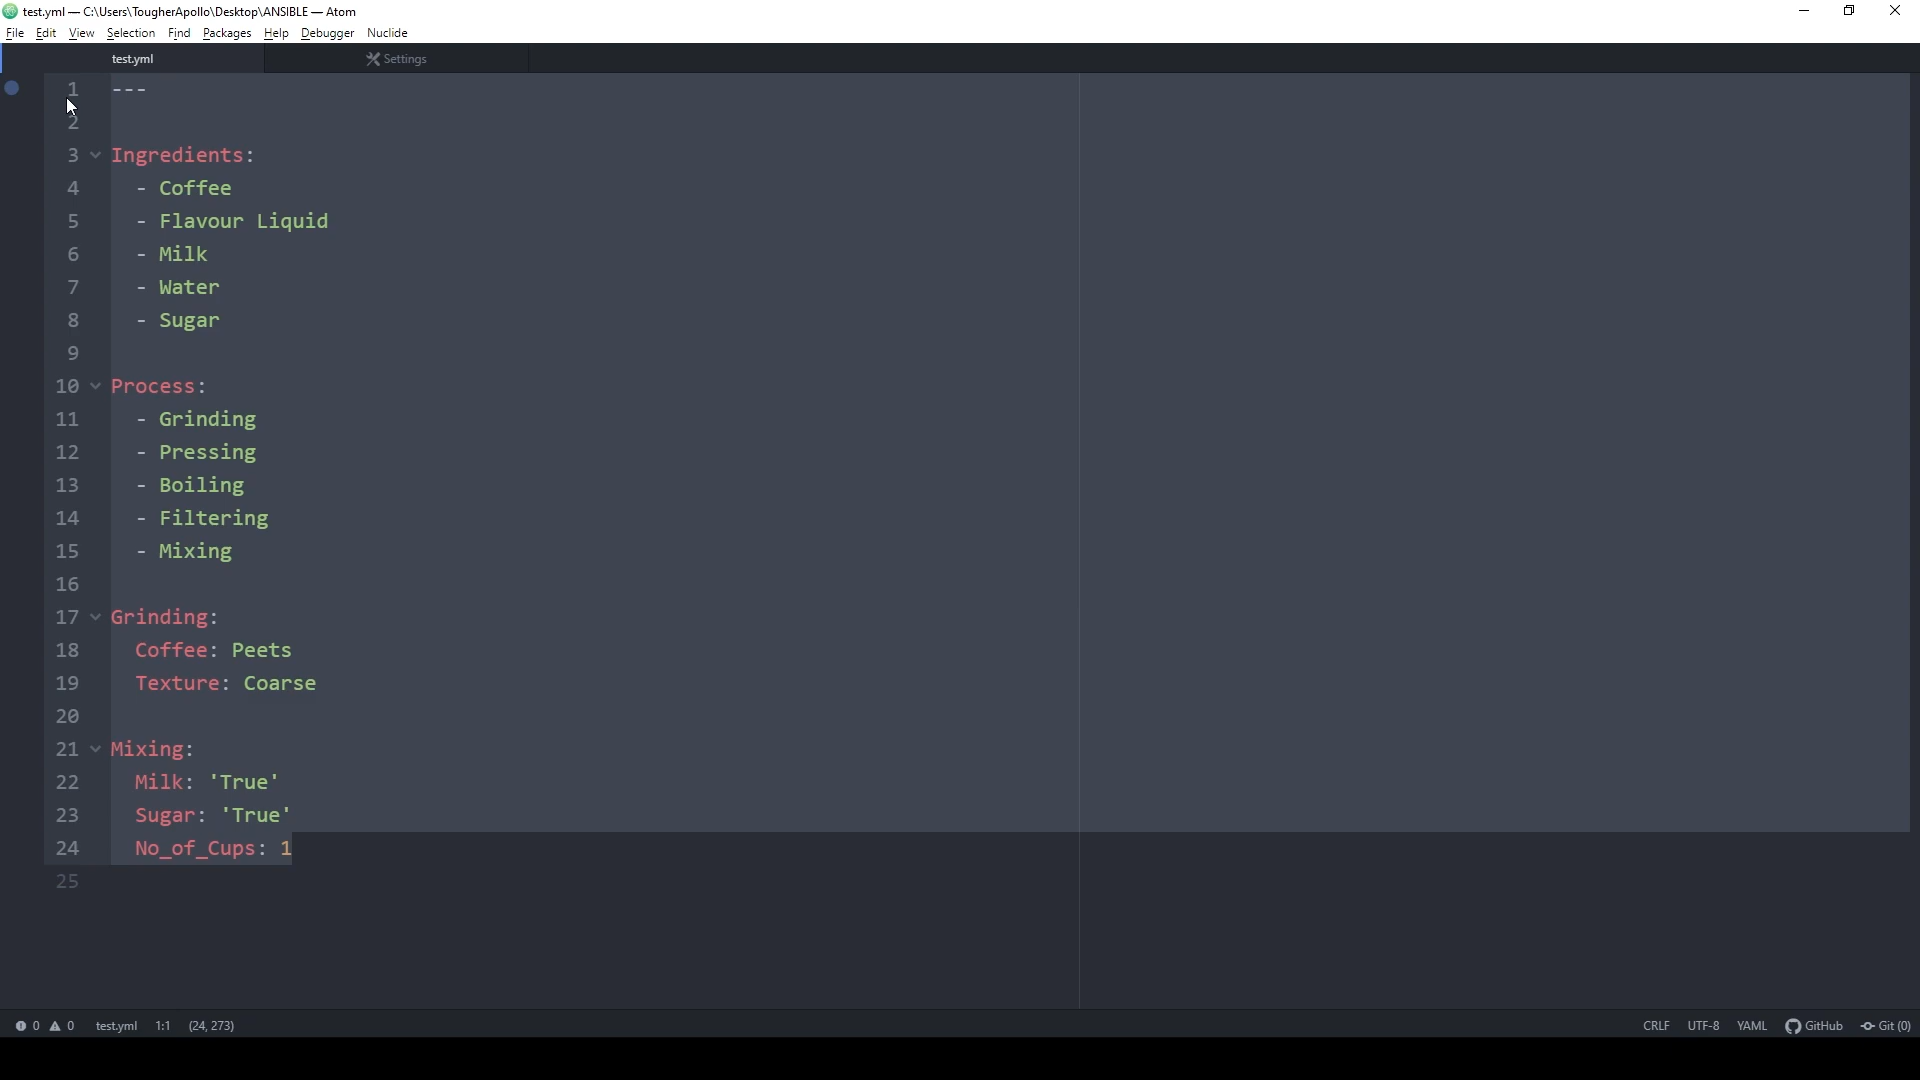 test.yml — C:\Users\TougherApollo\Desktop\ANSIBLE — Atom
File Edit View Selection Find Packages Help Debugger Nuclide
test.yml Settings
1 ---
2
3 Ingredients:
4 - Coffee
5 - Flavour Liquid
6 - Milk
7 - Water
8 - Sugar
9
10 Process:
11 - Grinding
12 - Pressing
13 - Boiling
14 - Filtering
15 - Mixing
16
17 Grinding:
18 Coffee: Peets
19 Texture: Coarse
20
21 Mixing:
22 Milk: 'True'
23 Sugar: 'True'
24 No_of_Cups: 1
25
0 0 test.yml 1:1 (24, 273) CRLF UTF-8 YAML GitHub Git (0)